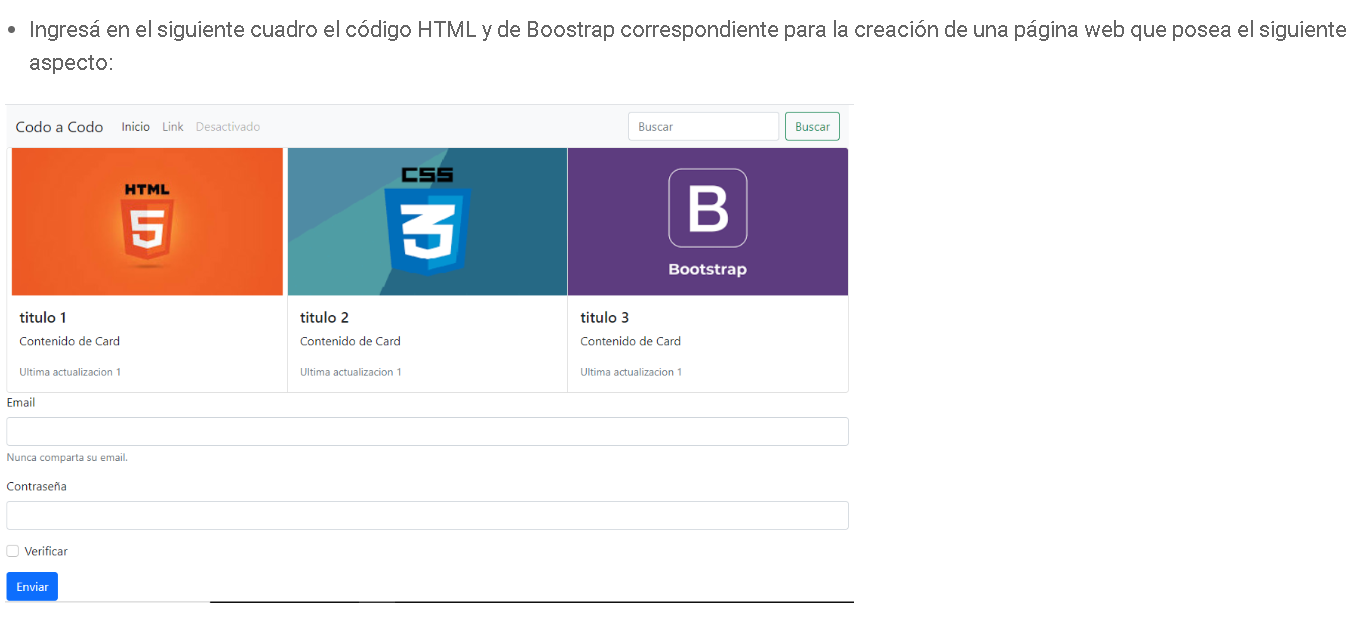 Ingresá en el siguiente cuadro el código HTML y de Boostrap correspondiente para la creación de una página web que posea el siguiente
aspecto:
Codo a Codo Inicio Link Desactivado Buscar Buscar
HTML
5
CSS
3
B
Bootstrap
titulo 1 titulo 2 titulo 3
Contenido de Card Contenido de Card Contenido de Card
Ultima actualizacion 1 Ultima actualizacion 1 Ultima actualizacion 1
Email
Nunca comparta su email.
Contraseña
Verificar
Enviar